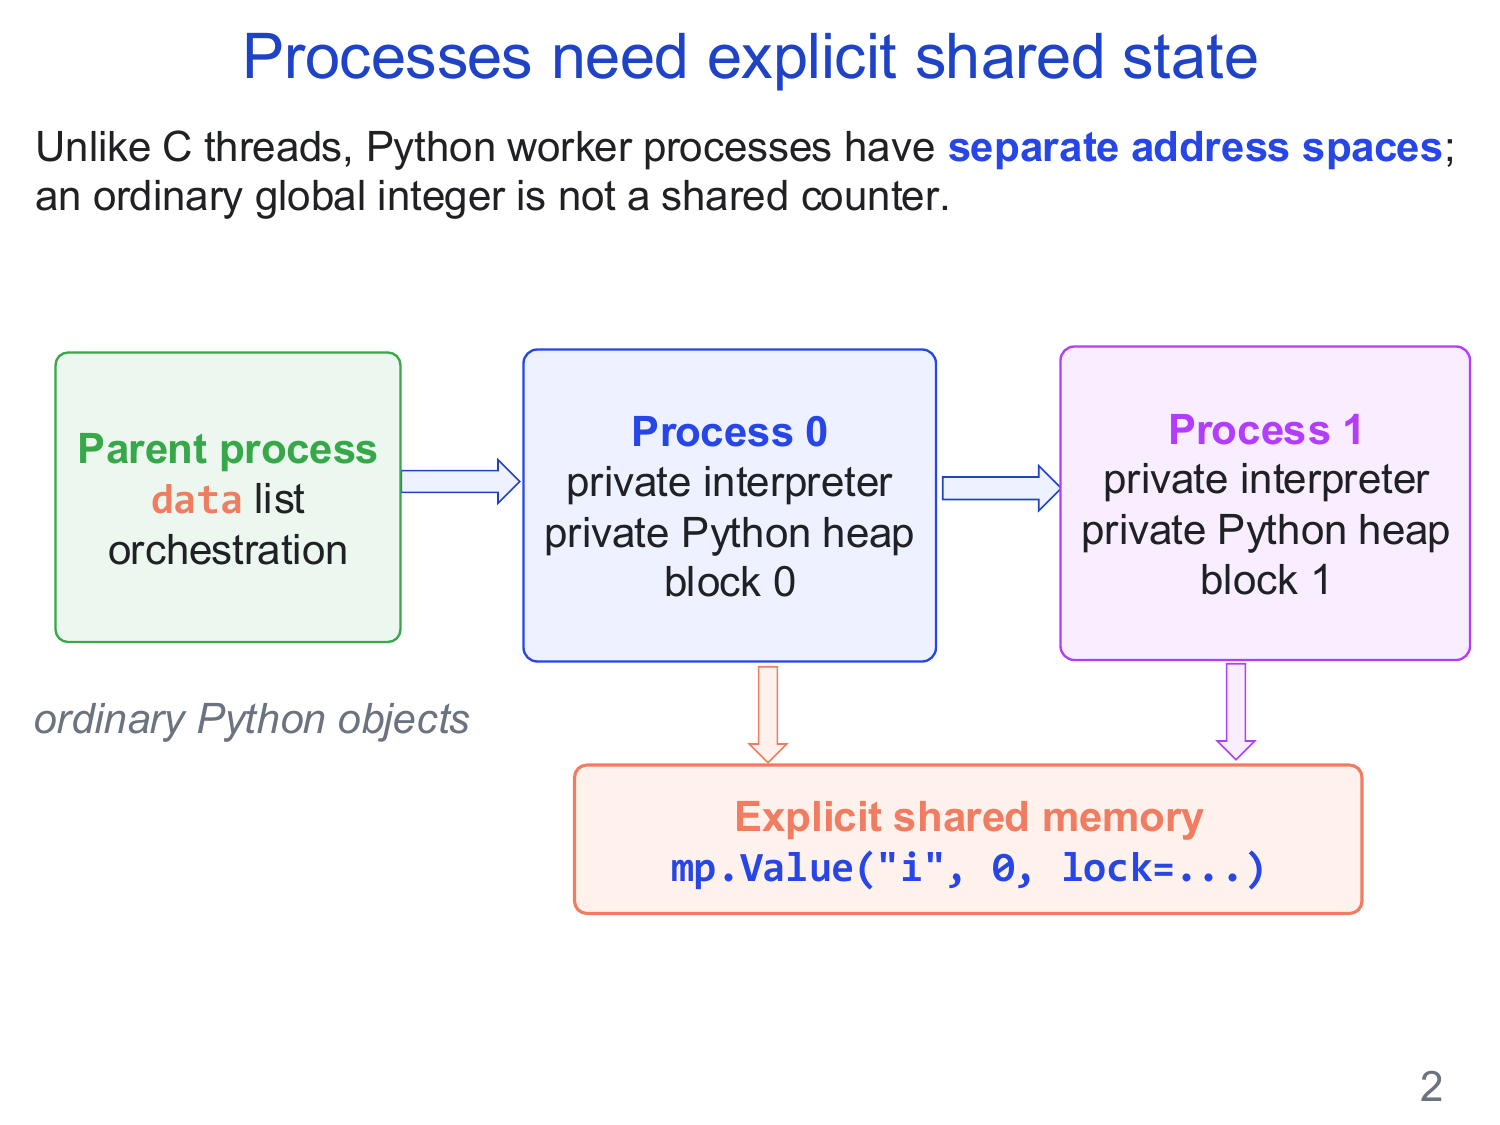 Processes need explicit shared state
Unlike C threads, Python worker processes have separate address spaces;
an ordinary global integer is not a shared counter.
Parent process
data list
orchestration
Process 0
private interpreter
private Python heap
block 0
Process 1
private interpreter
private Python heap
block 1
ordinary Python objects
Explicit shared memory
mp.Value("i", 0, lock=...)
2